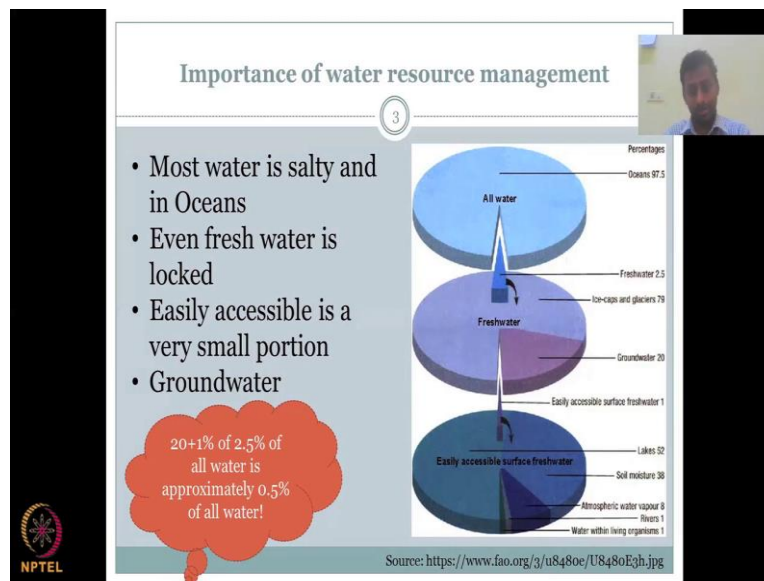 Importance of water resource management
3
• Most water is salty and
in Oceans
• Even fresh water is
locked
• Easily accessible is a
very small portion
• Groundwater
20+1% of 2.5% of
all water is
approximately 0.5%
of all water!
Percentages
Oceans 97.5
All water
Freshwater 2.5
Ice-caps and glaciers 79
Freshwater
Groundwater 20
Easily accessible surface freshwater 1
Lakes 52
Easily accessible surface freshwater
Soil moisture 38
Atmospheric water vapour 8
Rivers 1
Water within living organisms 1
NPTEL
Source: https://www.fao.org/3/u8480e/U8480E3h.jpg